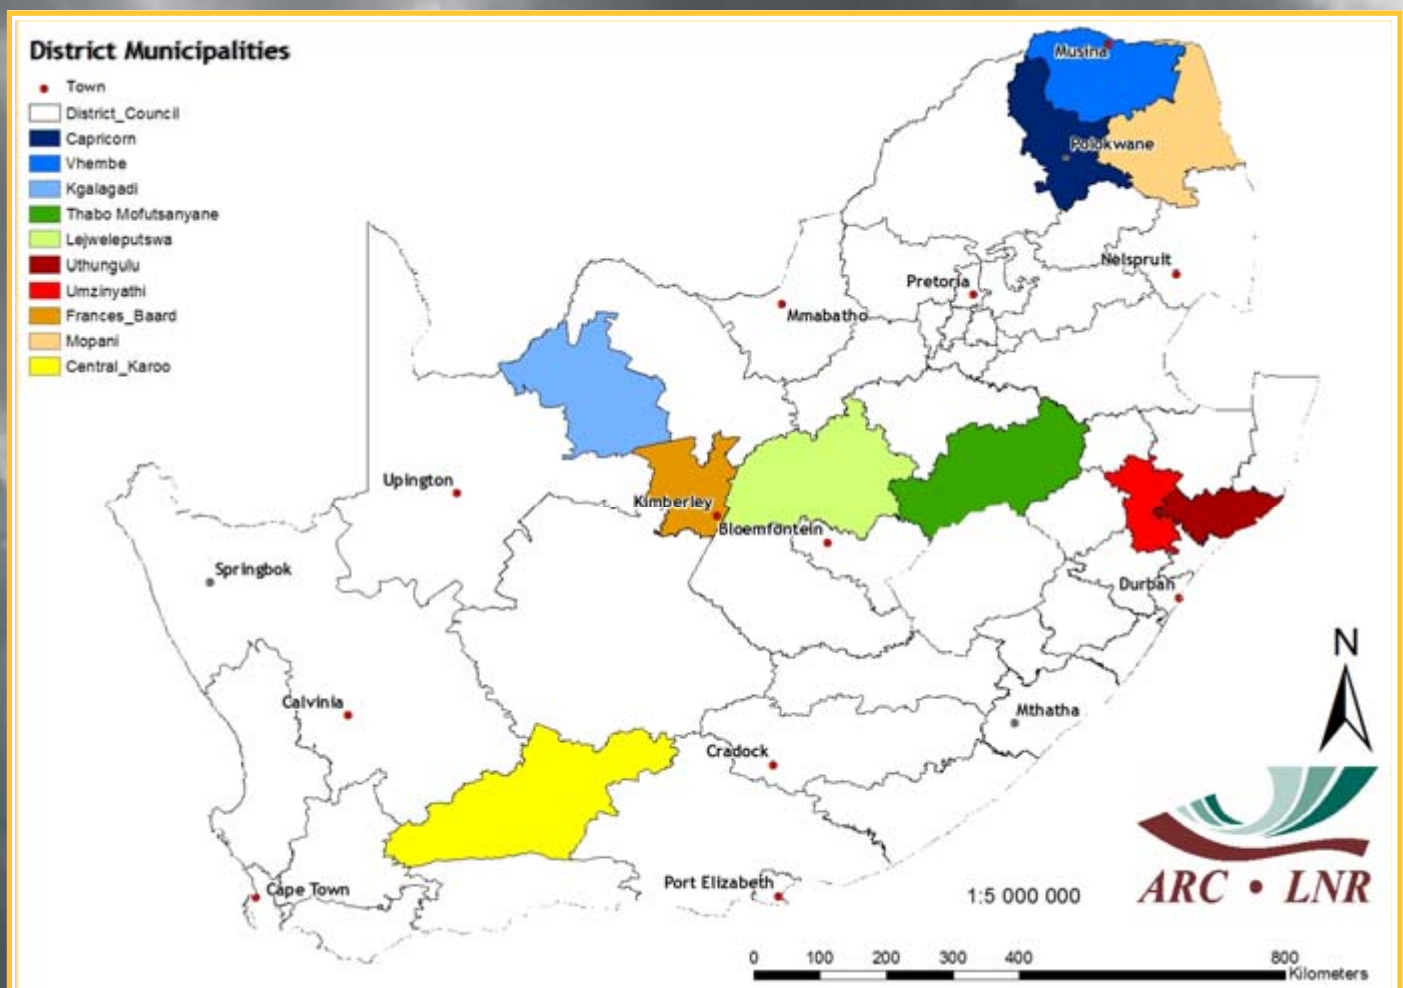 District Municipalities
Town
District_Council
Capricorn
Vhembe
Kgalagadi
Thabo Mofutsanyane
Lejweleputswa
Uthungulu
Umzinyathi
Frances_Baard
Mopani
Central_Karoo
Musina
Polokwane
Nelspruit
Pretoria
Mmabatho
Upington
Kimberley
Bloemfontein
Springbok
Durban
Calvinia
Mthatha
Cradock
Cape Town
Port Elizabeth
N
ARC • LNR
1:5 000 000
0 100 200 300 400 800
Kilometers